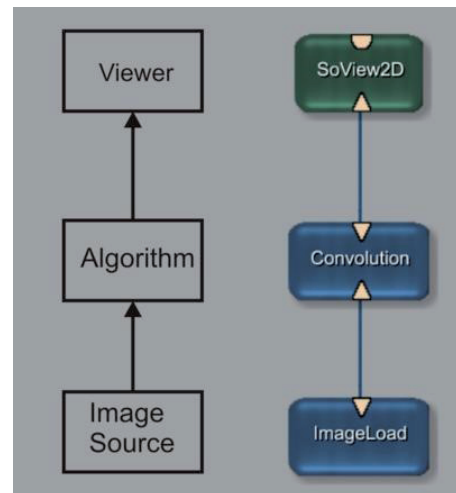 Viewer
SoView2D
Algorithm
Convolution
Image
Source
ImageLoad